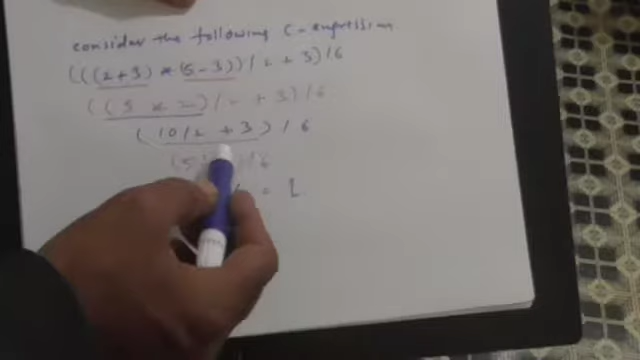 consider the following C-expression
(((2+3) * (5-3)) / 2 + 3) / 6
((5 * 2) / 2 + 3) / 6
(10/2 + 3) / 6
(5 / 6
= 1